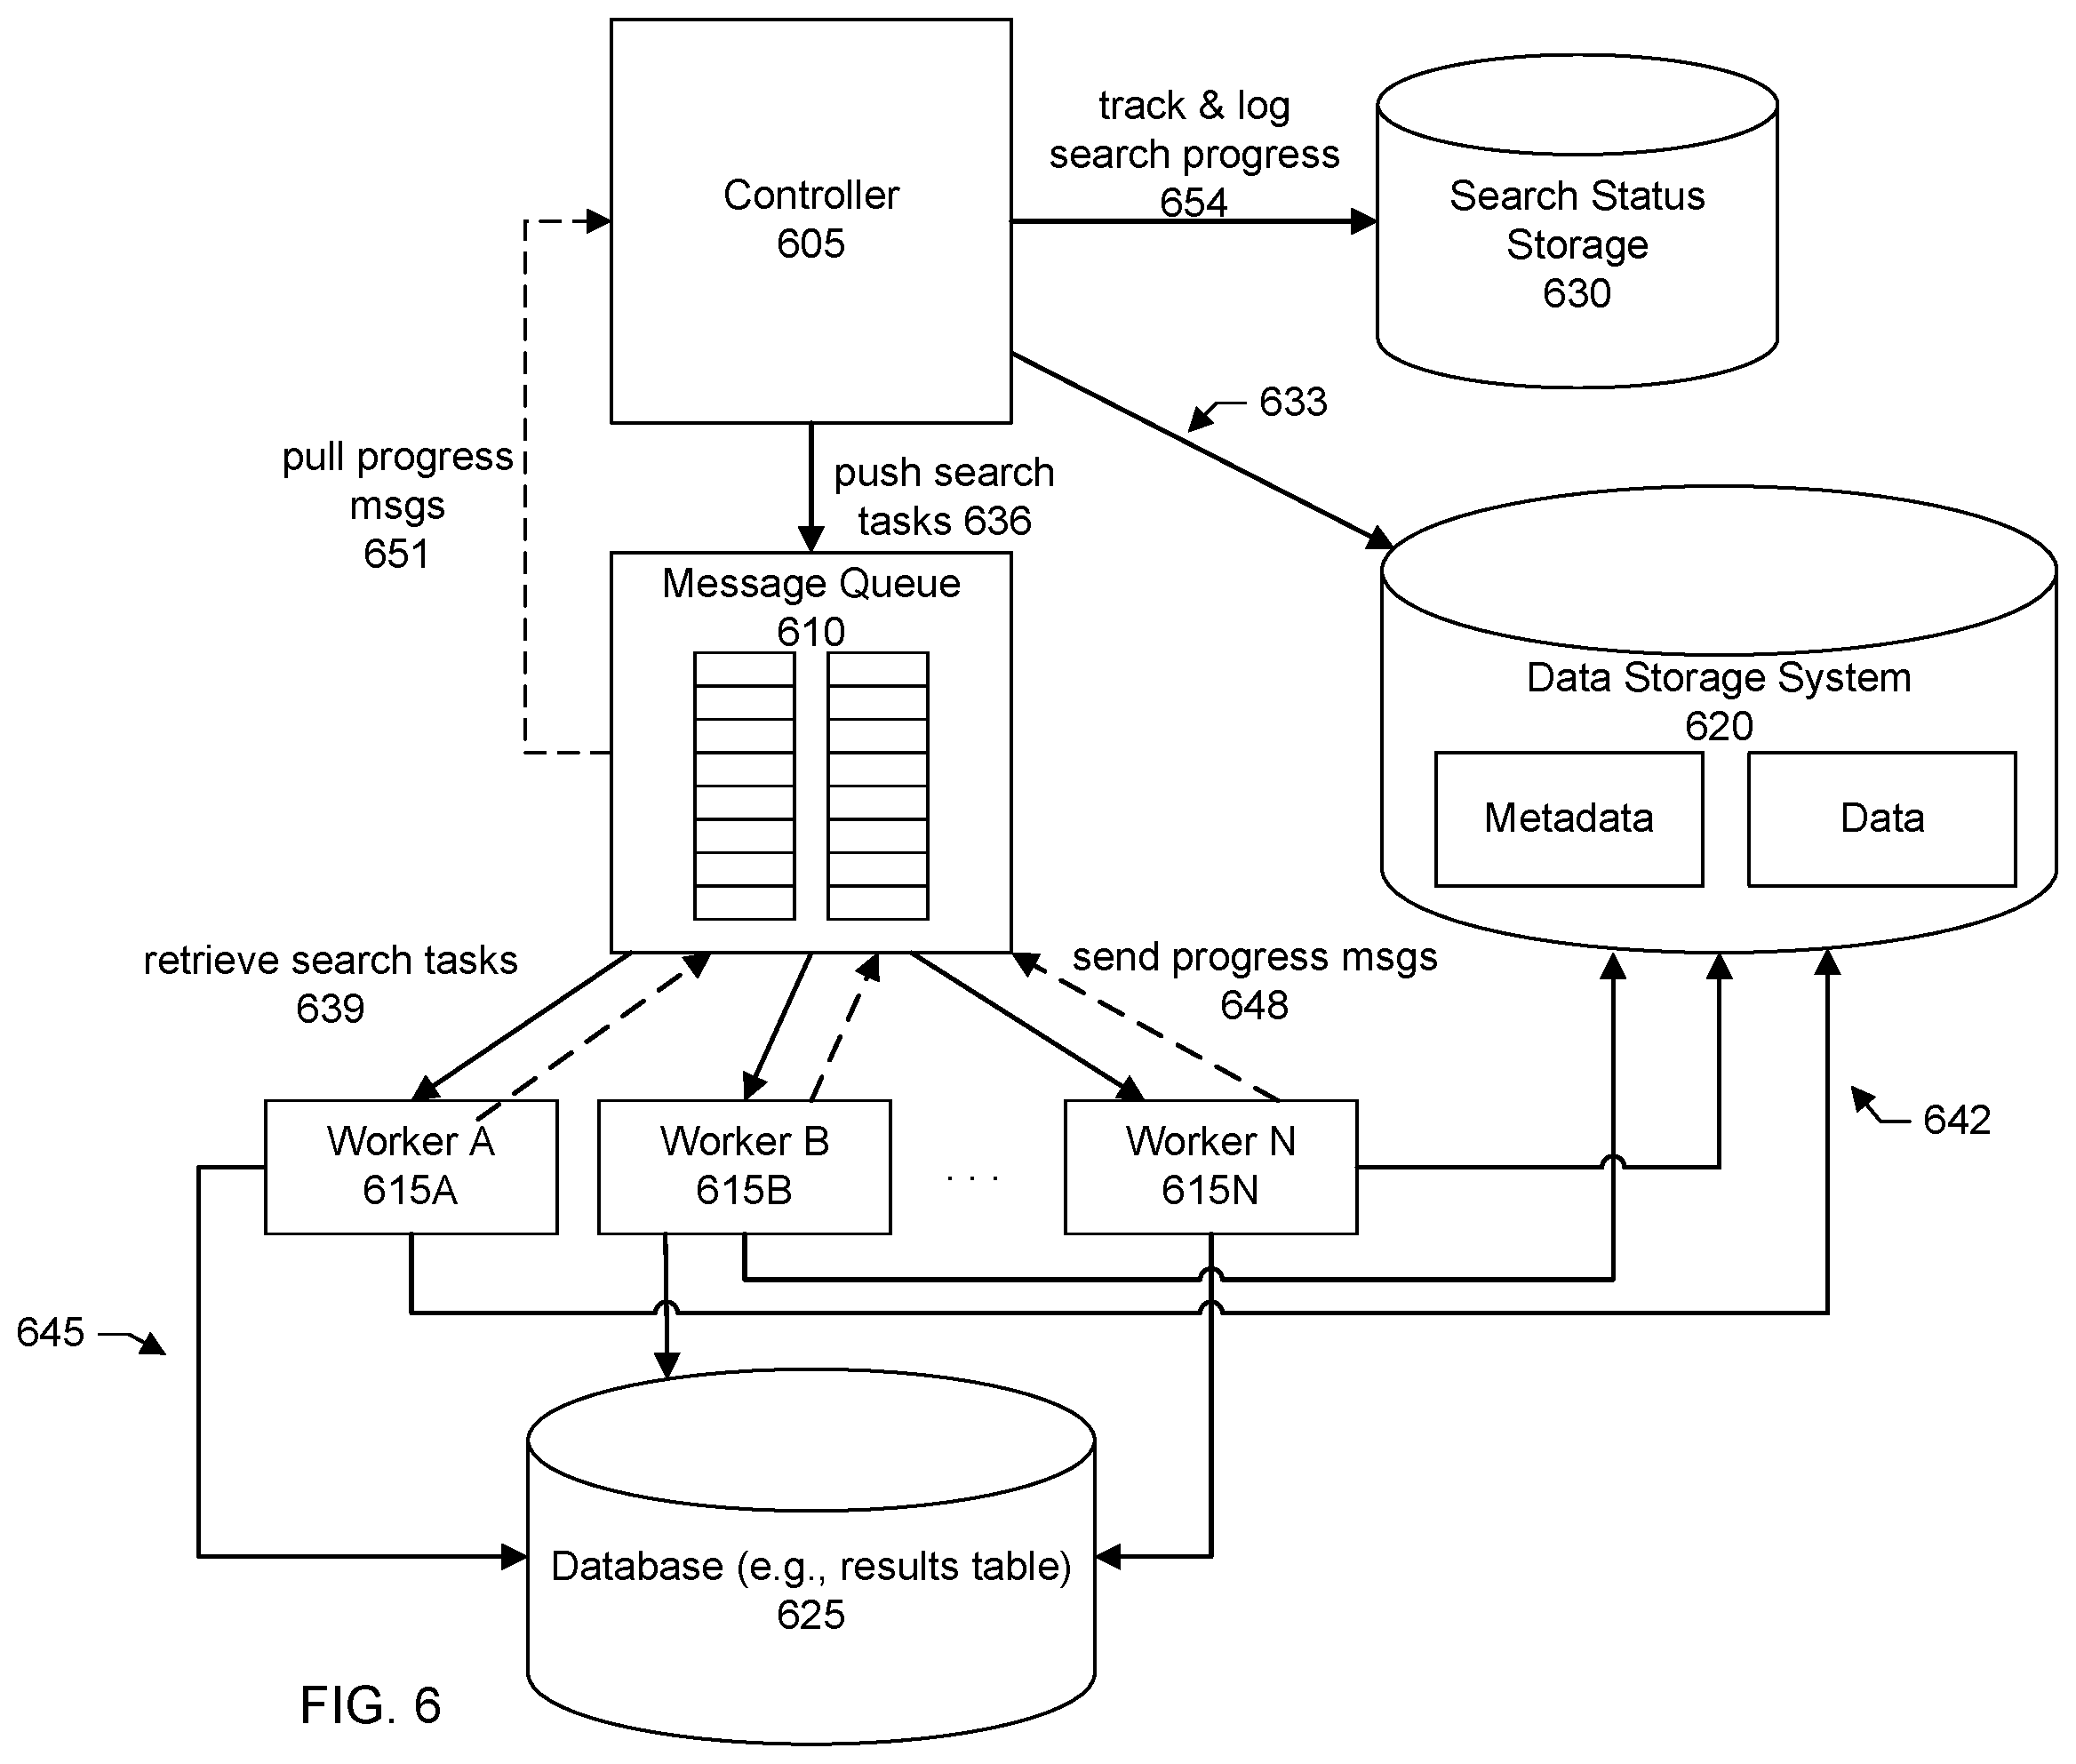 track & log
search progress
654
Controller
605
Search Status
Storage
630
633
pull progress
msgs
651
push search
tasks 636
Message Queue
610
Data Storage System
620
Metadata
Data
retrieve search tasks
639
send progress msgs
648
642
Worker A
615A
Worker B
615B
. . .
Worker N
615N
645
Database (e.g., results table)
625
FIG. 6